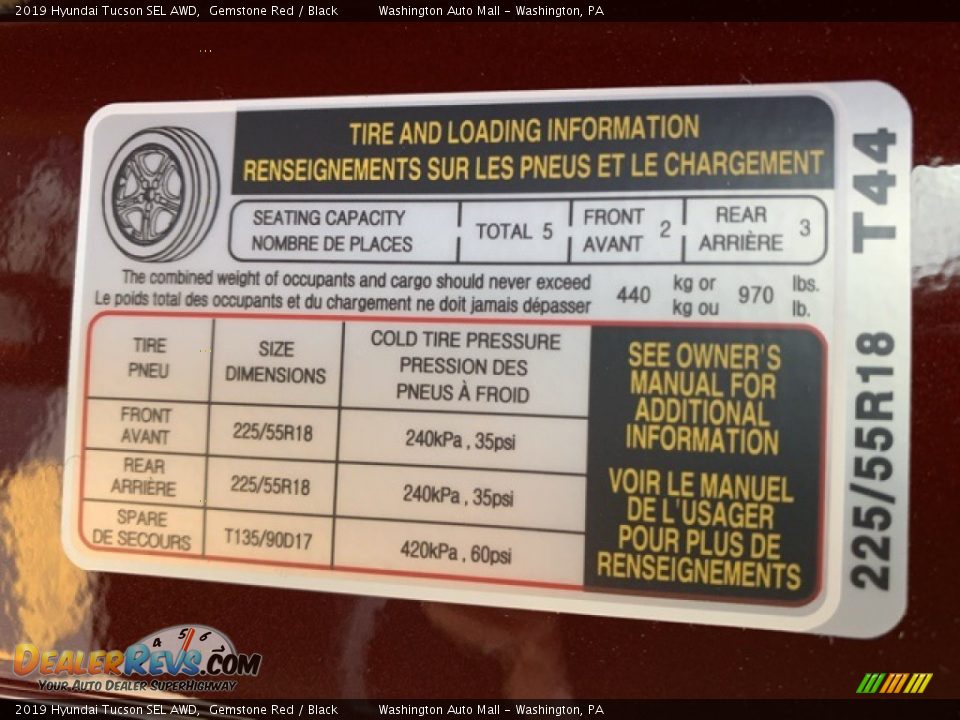 2019 Hyundai Tucson SEL AWD, Gemstone Red / Black Washington Auto Mall - Washington, PA
TIRE AND LOADING INFORMATION
RENSEIGNEMENTS SUR LES PNEUS ET LE CHARGEMENT
SEATING CAPACITY
NOMBRE DE PLACES
TOTAL 5
FRONT
AVANT
2
REAR
ARRIÈRE
3
The combined weight of occupants and cargo should never exceed
Le poids total des occupants et du chargement ne doit jamais dépasser
440
kg or
kg ou
970
lbs.
lb.
TIRE
PNEU
SIZE
DIMENSIONS
COLD TIRE PRESSURE
PRESSION DES
PNEUS À FROID
FRONT
AVANT
225/55R18
240kPa , 35psi
REAR
ARRIÈRE
225/55R18
240kPa , 35psi
SPARE
DE SECOURS
T135/90D17
420kPa , 60psi
SEE OWNER'S
MANUAL FOR
ADDITIONAL
INFORMATION
VOIR LE MANUEL
DE L'USAGER
POUR PLUS DE
RENSEIGNEMENTS
225/55R18 T44
4 5 6
DEALERREVS.COM
YOUR AUTO DEALER SUPERHIGHWAY
2019 Hyundai Tucson SEL AWD, Gemstone Red / Black Washington Auto Mall - Washington, PA